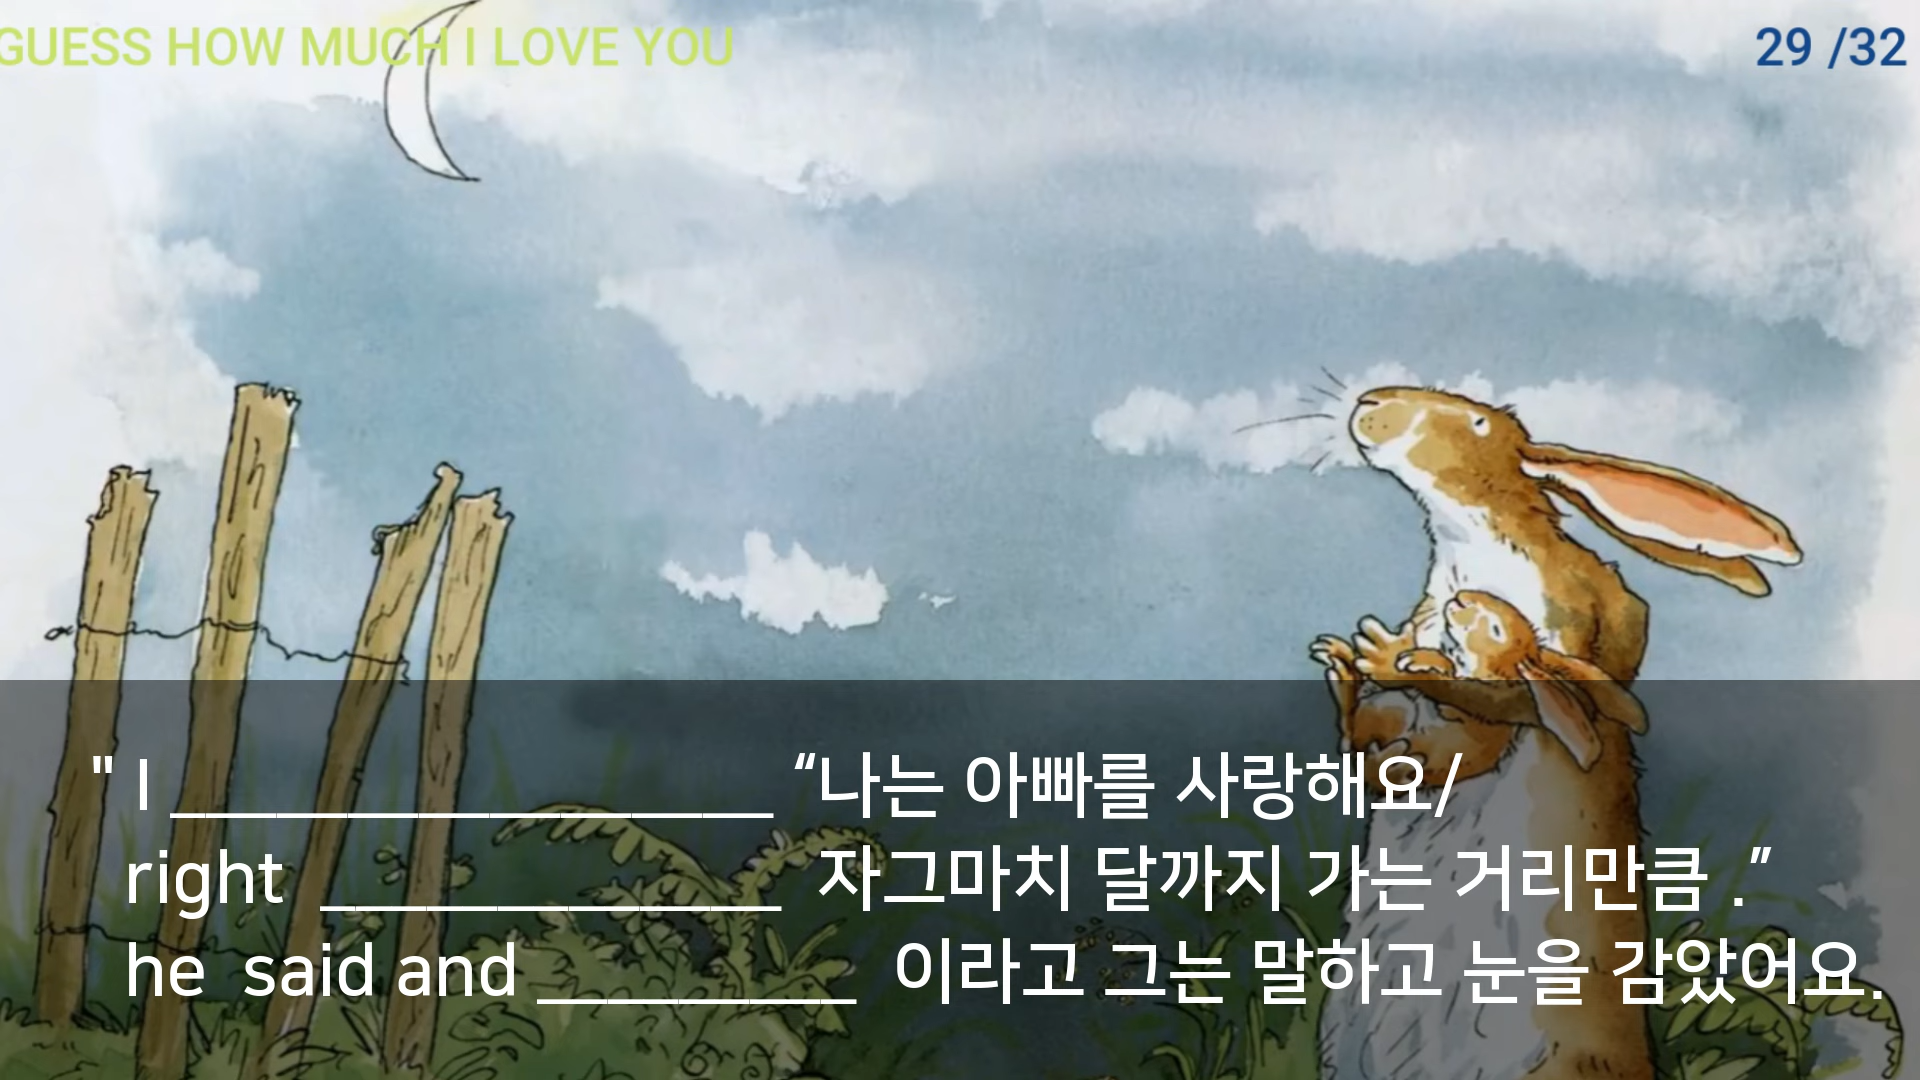 GUESS HOW MUCH I LOVE YOU
29 /32
" I _________________ “나는 아빠를 사랑해요/
right _____________ 자그마치 달까지 가는 거리만큼 .”
he said and _________ 이라고 그는 말하고 눈을 감았어요.